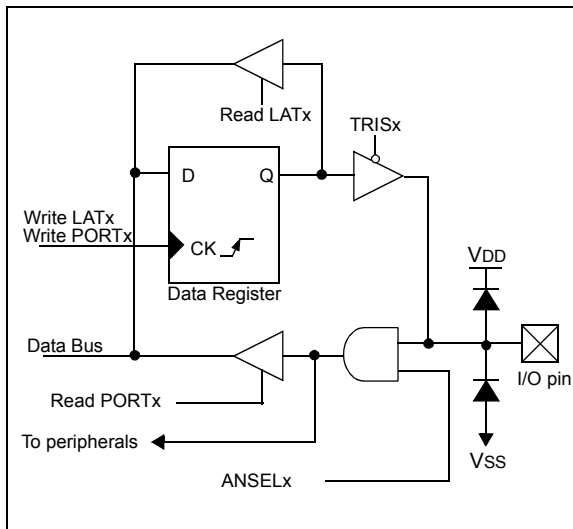 Read LATx
TRISx
D
Q
Write LATx
Write PORTx
CK
Data Register
VDD
Data Bus
I/O pin
Read PORTx
To peripherals
VSS
ANSELx